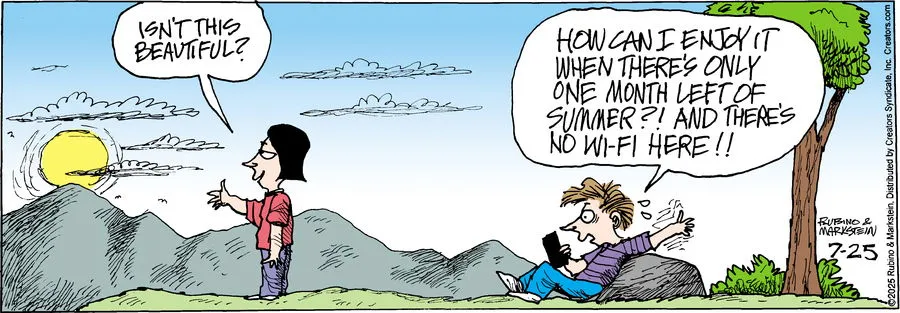 ISN'T THIS
BEAUTIFUL?
HOW CAN I ENJOY IT
WHEN THERE'S ONLY
ONE MONTH LEFT OF
SUMMER?! AND THERE'S
NO WI-FI HERE!!
RUBINO &
MARKSTEIN
7-25
©2025 Rubino & Markstein, Distributed by Creators Syndicate, Inc. Creators.com